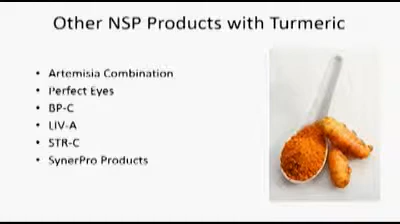 Other NSP Products with Turmeric
• Artemisia Combination
• Perfect Eyes
• BP-C
• LIV-A
• STR-C
• SynerPro Products